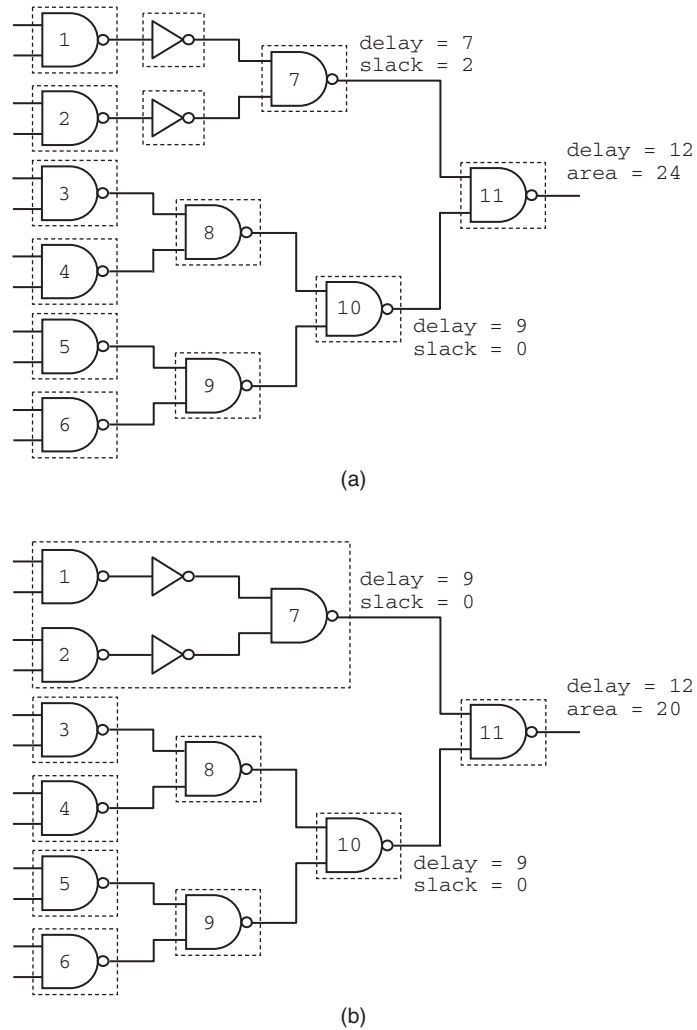 1
delay = 7
slack = 2
7
2
delay = 12
area = 24
3
11
8
4
10
5
delay = 9
slack = 0
9
6
(a)
1
delay = 9
slack = 0
7
2
delay = 12
area = 20
3
11
8
4
10
5
delay = 9
slack = 0
9
6
(b)